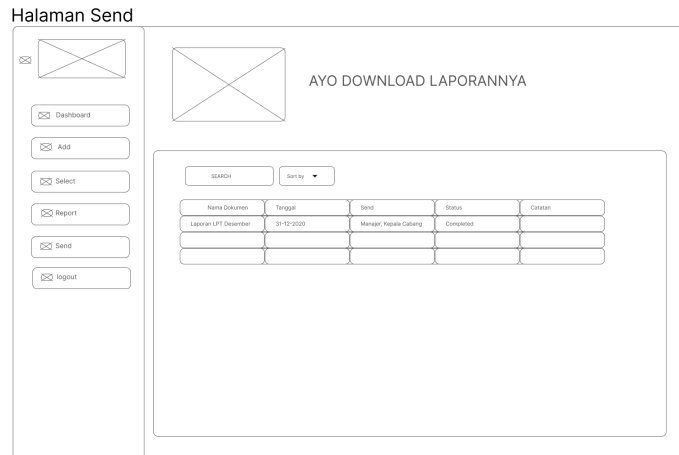 Halaman Send
AYO DOWNLOAD LAPORANNYA
Dashboard
Add
Select
Report
Send
logout
SEARCH
Sort by
Nama Dokumen Tanggal Send Status Catatan
Laporan LPT Desember 31-12-2020 Manajer, Kepala Cabang Completed